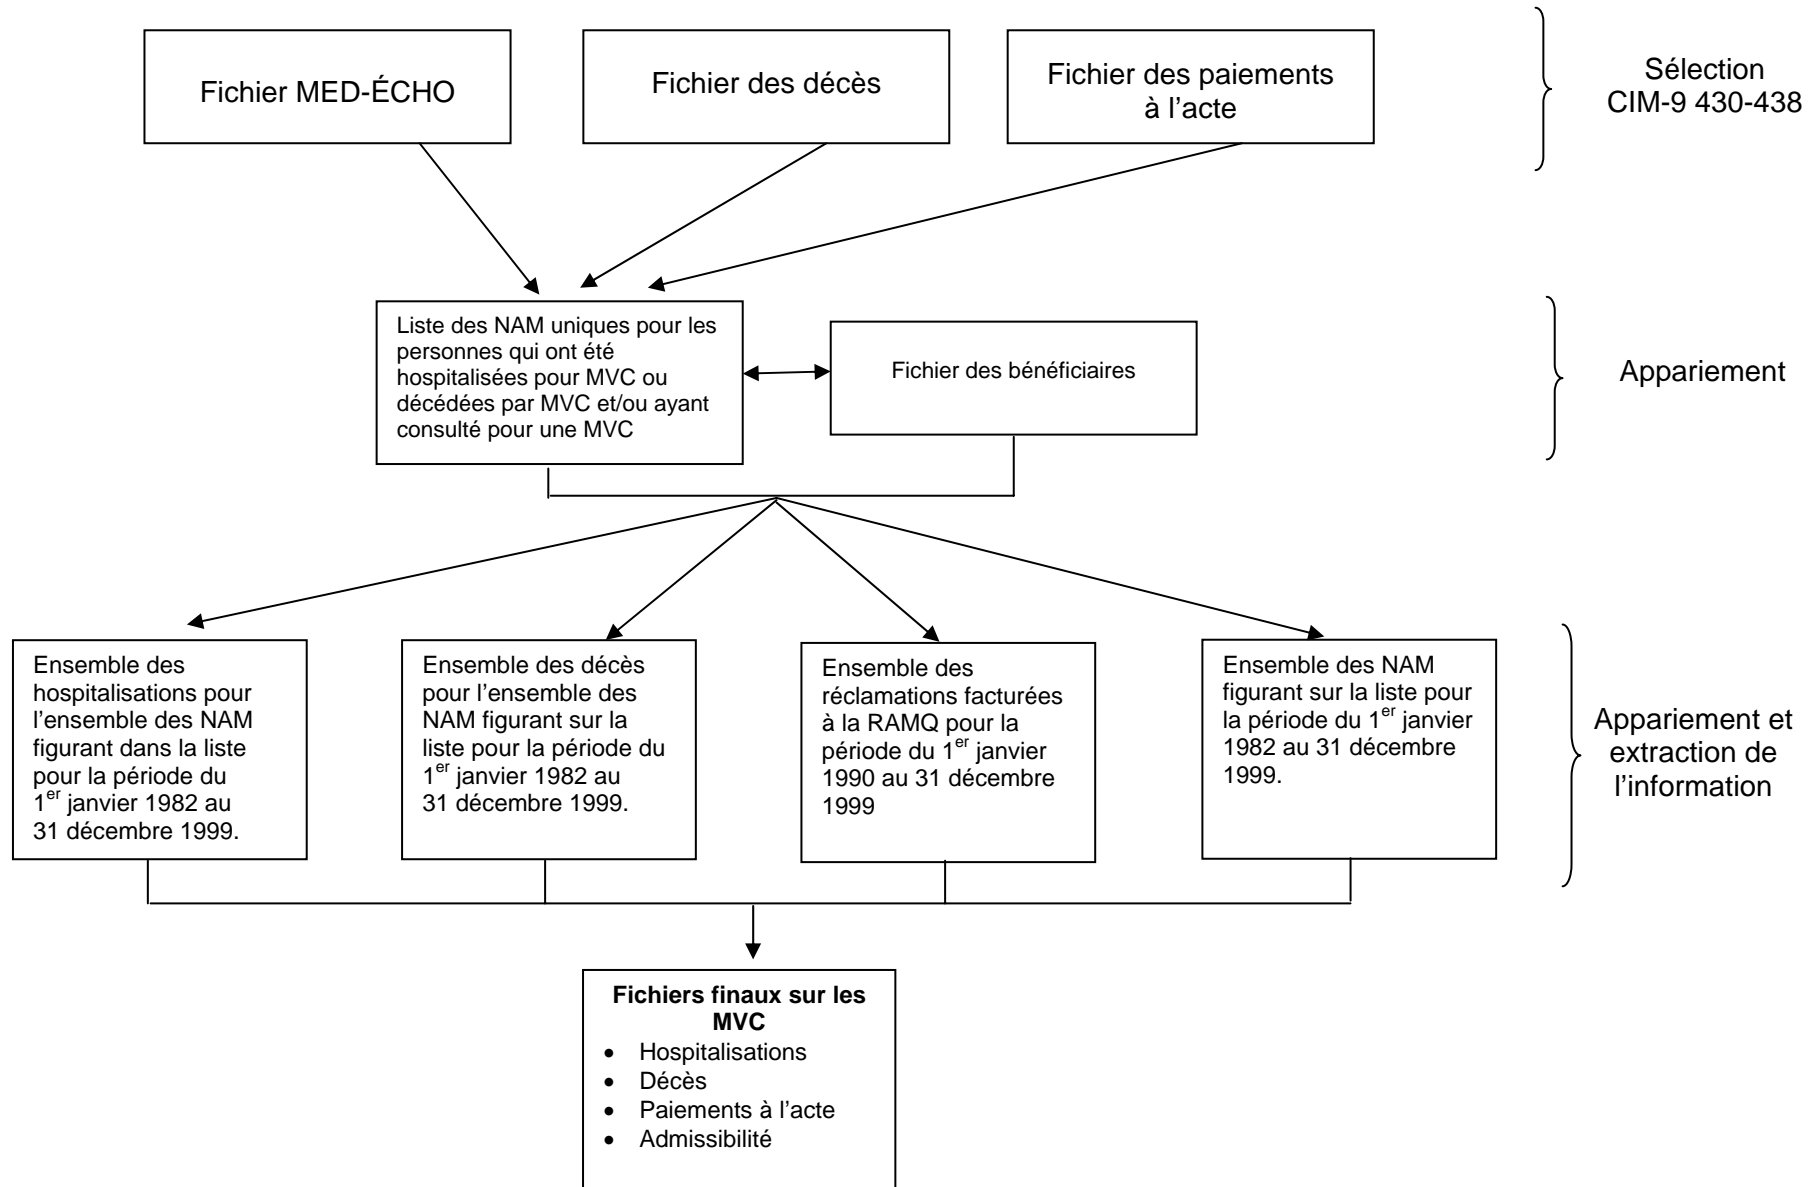 Fichier MED-ÉCHO
Fichier des décès
Fichier des paiements
à l’acte
Sélection
CIM-9 430-438
Liste des NAM uniques pour les
personnes qui ont été
hospitalisées pour MVC ou
décédées par MVC et/ou ayant
consulté pour une MVC
Fichier des bénéficiaires
Appariement
Ensemble des
hospitalisations pour
l’ensemble des NAM
figurant dans la liste
pour la période du
1er janvier 1982 au
31 décembre 1999.
Ensemble des décès
pour l’ensemble des
NAM figurant sur la
liste pour la période du
1er janvier 1982 au
31 décembre 1999.
Ensemble des
réclamations facturées
à la RAMQ pour la
période du 1er janvier
1990 au 31 décembre
1999
Ensemble des NAM
figurant sur la liste pour
la période du 1er janvier
1982 au 31 décembre
1999.
Appariement et
extraction de
l’information
Fichiers finaux sur les
MVC
• Hospitalisations
• Décès
• Paiements à l’acte
• Admissibilité